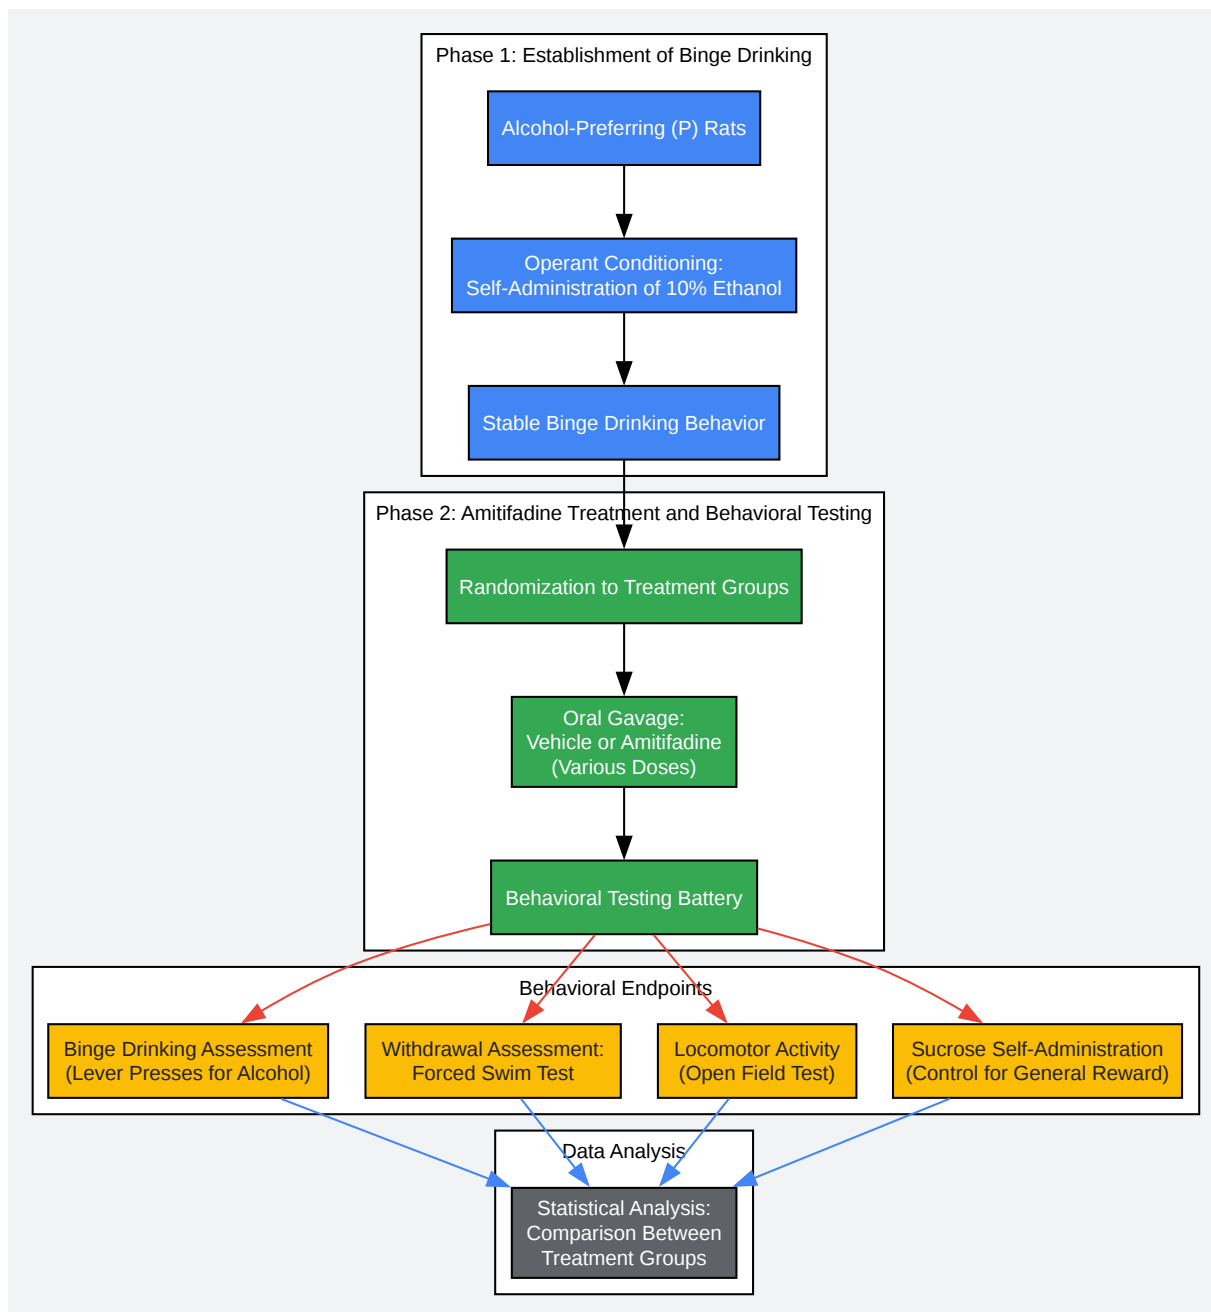 Phase 1: Establishment of Binge Drinking
Alcohol-Preferring (P) Rats
Operant Conditioning:
Self-Administration of 10% Ethanol
Stable Binge Drinking Behavior
Phase 2: Amitifadine Treatment and Behavioral Testing
Randomization to Treatment Groups
Oral Gavage:
Vehicle or Amitifadine
(Various Doses)
Behavioral Testing Battery
Behavioral Endpoints
Binge Drinking Assessment
(Lever Presses for Alcohol)
Withdrawal Assessment:
Forced Swim Test
Locomotor Activity
(Open Field Test)
Sucrose Self-Administration
(Control for General Reward)
Data Analysis
Statistical Analysis:
Comparison Between
Treatment Groups